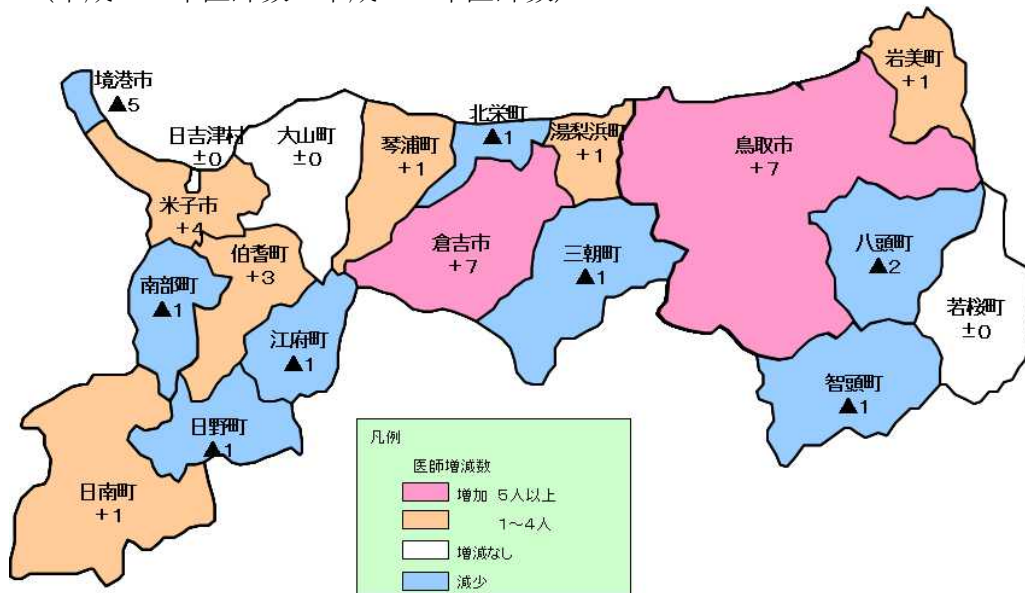 境港市
▲5
日吉津村
±0
大山町
±0
米子市
+4
伯耆町
+3
南部町
▲1
江府町
▲1
日野町
▲1
日南町
+1
琴浦町
+1
北栄町
▲1
湯梨浜町
+1
倉吉市
+7
三朝町
▲1
鳥取市
+7
岩美町
+1
八頭町
▲2
若桜町
±0
智頭町
▲1
凡例
医師増減数
増加 5人以上
1～4人
増減なし
減少